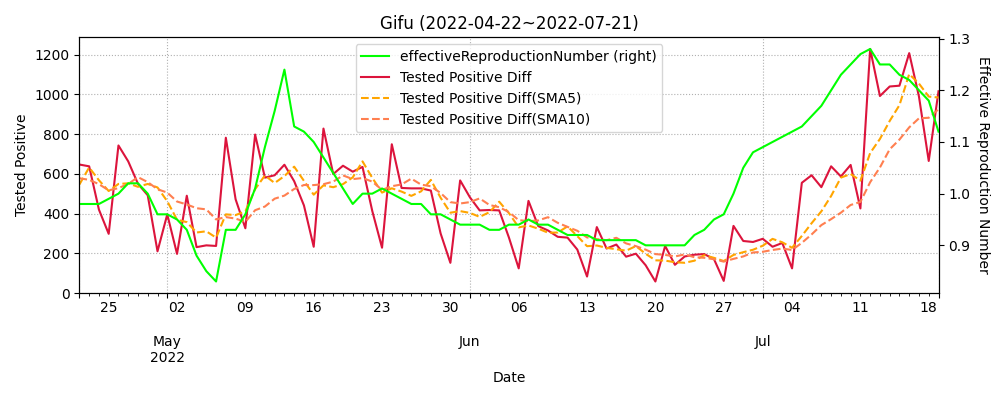 Gifu (2022-04-22~2022-07-21)
effectiveReproductionNumber (right)
Tested Positive Diff
Tested Positive Diff(SMA5)
Tested Positive Diff(SMA10)
Tested Positive
1200
1000
800
600
400
200
0
Effective Reproduction Number
1.3
1.2
1.1
1.0
0.9
25 02 09 16 23 30 06 13 20 27 04 11 18
May Jun Jul
2022
Date